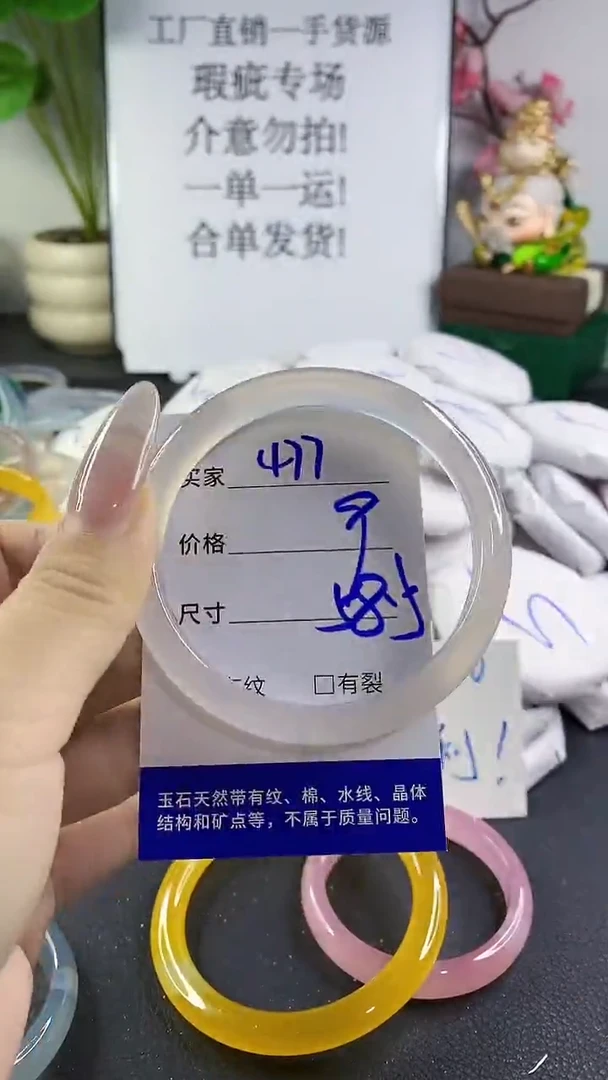 工厂直销一手货源
瑕疵专场
介意勿拍!
一单一运!
合单发货!
买家 477
价格
尺寸 58
纹 □有裂
玉石天然带有纹、棉、水线、晶体
结构和矿点等，不属于质量问题。